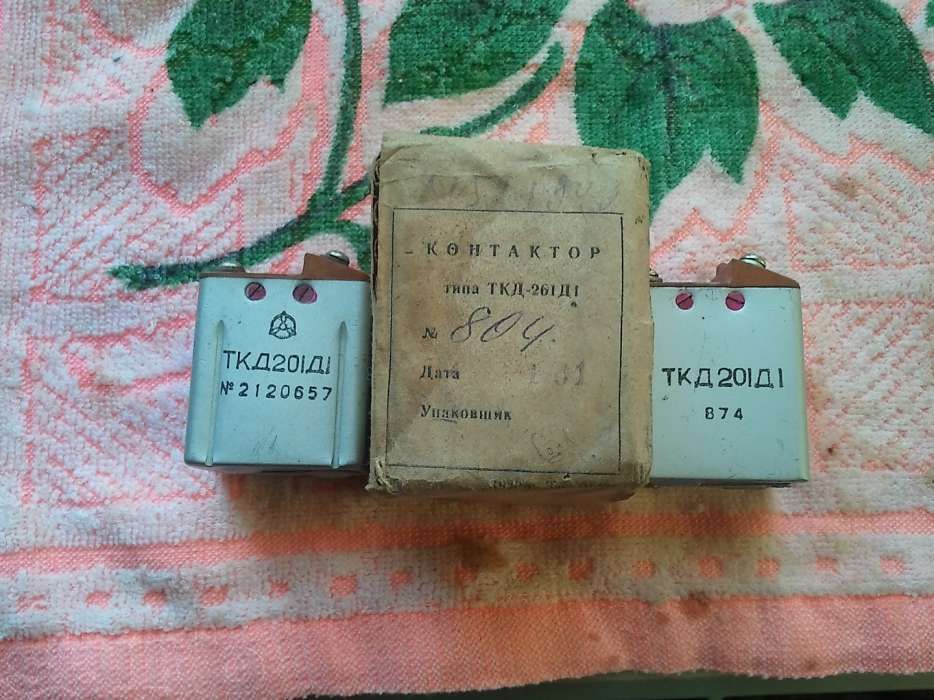 ТКД201Д1
№2120657
КОНТАКТОР
типа ТКД-261Д1
№ 804.
Дата
Упаковщик
ТКД201Д1
874